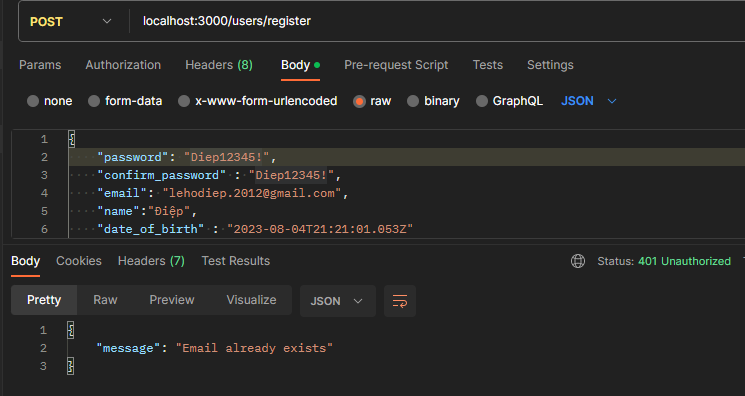 POST localhost:3000/users/register
Params Authorization Headers (8) Body Pre-request Script Tests Settings
none form-data x-www-form-urlencoded raw binary GraphQL JSON
1 {
2 "password": "Diep12345!",
3 "confirm_password" : "Diep12345!",
4 "email": "lehodiep.2012@gmail.com",
5 "name":"Điệp",
6 "date_of_birth" : "2023-08-04T21:21:01.053Z"
Body Cookies Headers (7) Test Results Status: 401 Unauthorized
Pretty Raw Preview Visualize JSON
1 {
2 "message": "Email already exists"
3 }